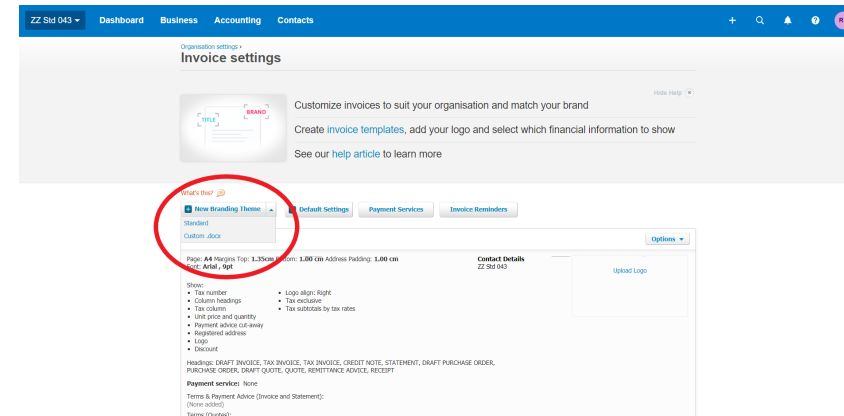 ZZ Std 043 Dashboard Business Accounting Contacts
R
Organisation settings ›
Invoice settings
Hide Help
TITLE BRAND
Customize invoices to suit your organisation and match your brand
Create invoice templates, add your logo and select which financial information to show
See our help article to learn more
What's this?
New Branding Theme Default Settings Payment Services Invoice Reminders
Standard
Custom .docx
Options
Page: A4 Margins Top: 1.35cm Bottom: 1.00 cm Address Padding: 1.00 cm
Font: Arial , 9pt
Contact Details
ZZ Std 043
Upload Logo
Show:
• Tax number
• Column headings
• Tax column
• Unit price and quantity
• Payment advice cut-away
• Registered address
• Logo
• Discount
• Logo align: Right
• Tax exclusive
• Tax subtotals by tax rates
Headings: DRAFT INVOICE, TAX INVOICE, TAX INVOICE, CREDIT NOTE, STATEMENT, DRAFT PURCHASE ORDER,
PURCHASE ORDER, DRAFT QUOTE, QUOTE, REMITTANCE ADVICE, RECEIPT
Payment service: None
Terms & Payment Advice (Invoice and Statement):
(None added)
Terms (Quotes):